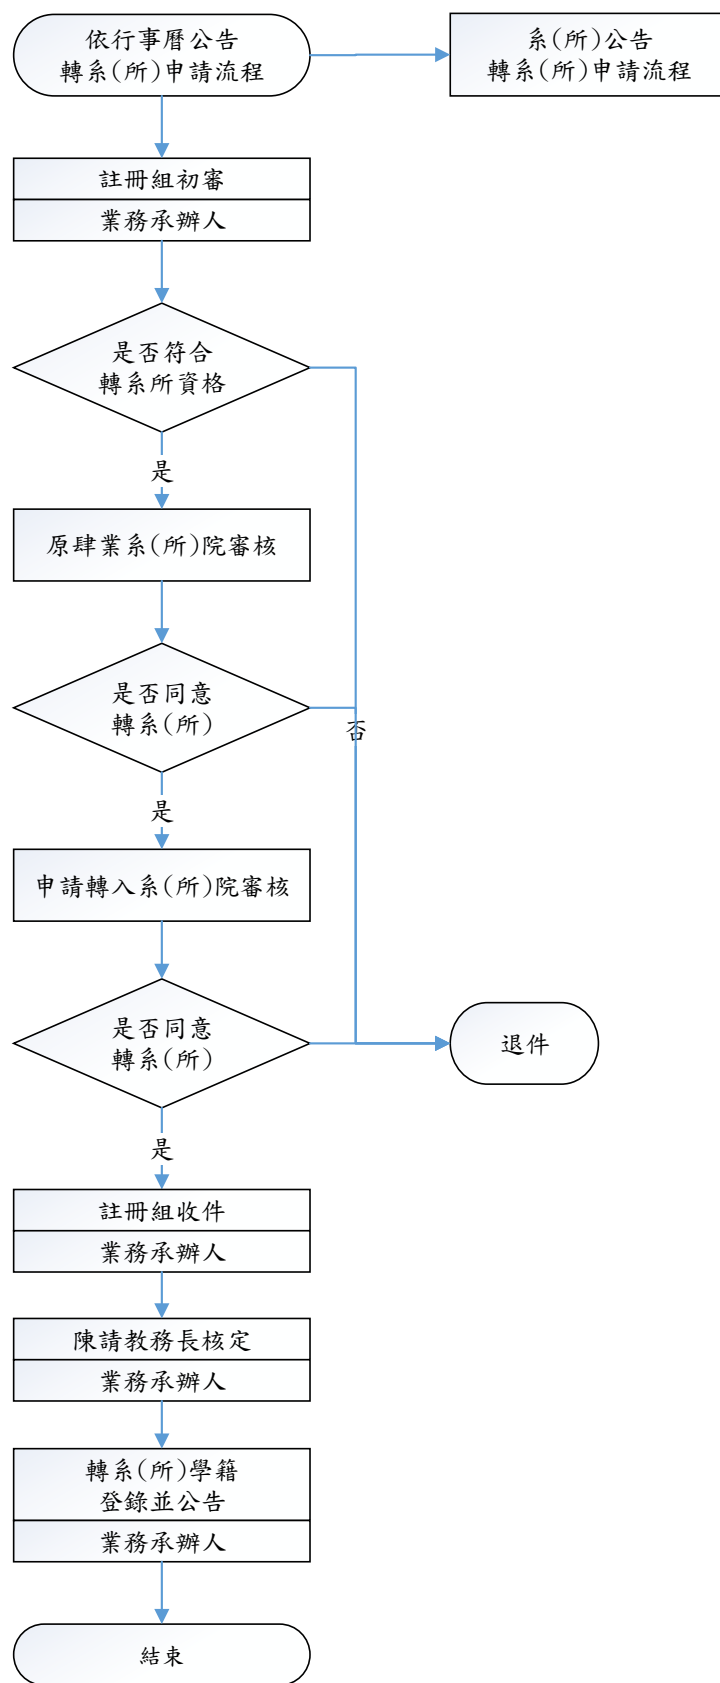 依行事曆公告
轉系(所)申請流程
系(所)公告
轉系(所)申請流程
註冊組初審
業務承辦人
是否符合
轉系所資格
是
原肆業系(所)院審核
是否同意
轉系(所)
否
是
申請轉入系(所)院審核
是否同意
轉系(所)
退件
是
註冊組收件
業務承辦人
陳請教務長核定
業務承辦人
轉系(所)學籍
登錄並公告
業務承辦人
結束